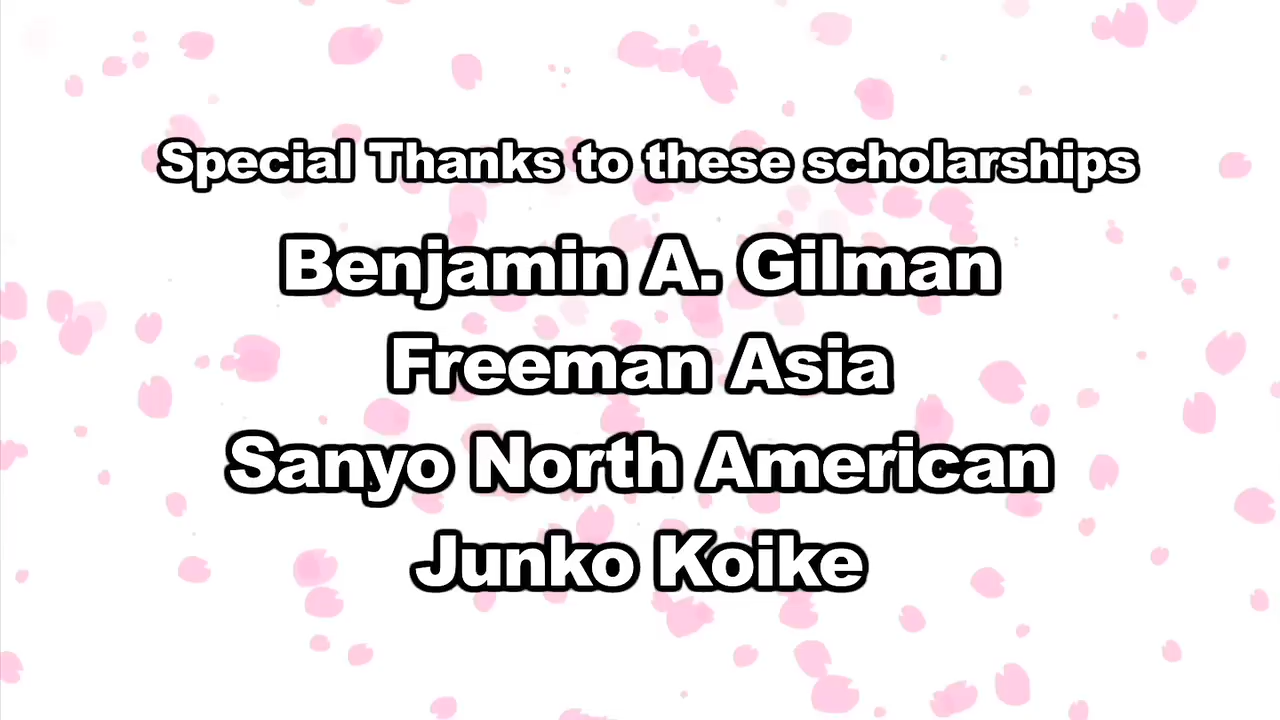 Special Thanks to these scholarships
Benjamin A. Gilman
Freeman Asia
Sanyo North American
Junko Koike